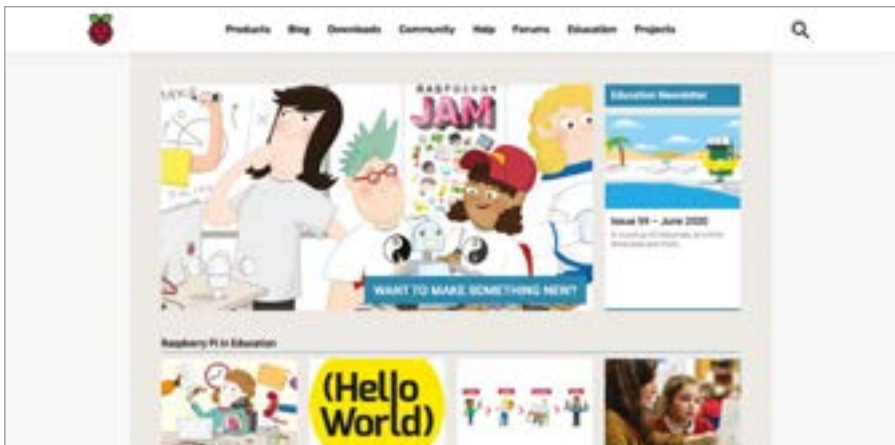 Products Blog Downloads Community Help Forums Education Projects
RASPBERRY
JAM
Education Newsletter
WANT TO MAKE SOMETHING NEW?
Issue 59 – June 2020
Raspberry Pi in Education
(Hello
World)